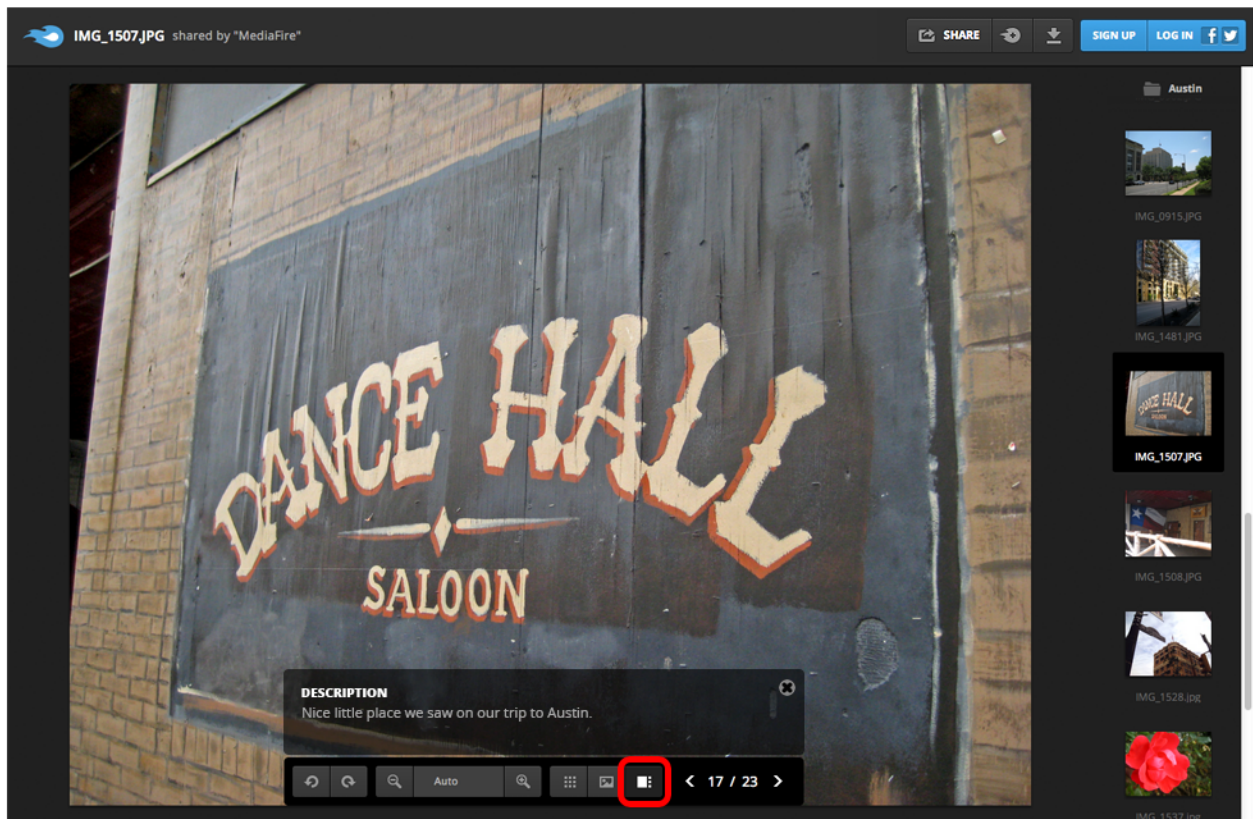 IMG_1507.JPG shared by "MediaFire"
SHARE
SIGN UP
LOG IN
Austin
IMG_0915.JPG
IMG_1481.JPG
DANCE HALL
SALOON
IMG_1507.JPG
IMG_1508.JPG
IMG_1528.jpg
IMG_1537.jpg
DESCRIPTION
Nice little place we saw on our trip to Austin.
Auto
17 / 23